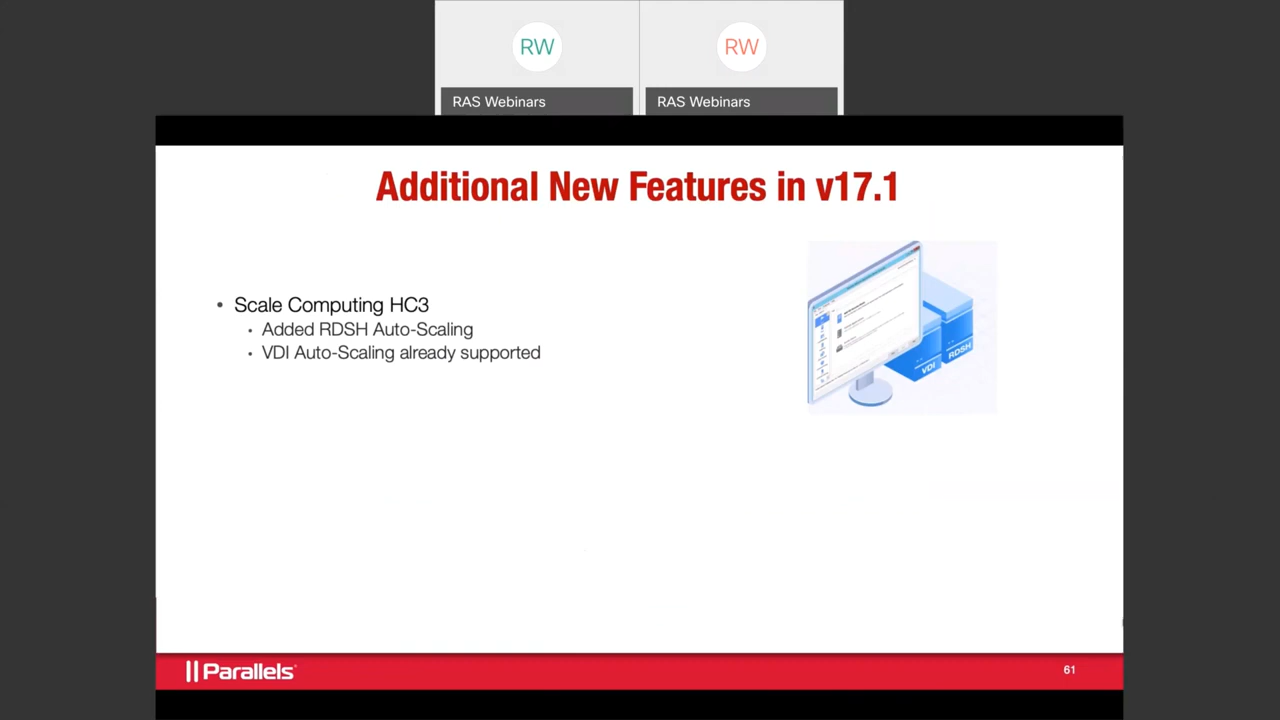 RW
RW
RAS Webinars
RAS Webinars
Additional New Features in v17.1
• Scale Computing HC3
• Added RDSH Auto-Scaling
• VDI Auto-Scaling already supported
VDI
RDSH
Parallels
61